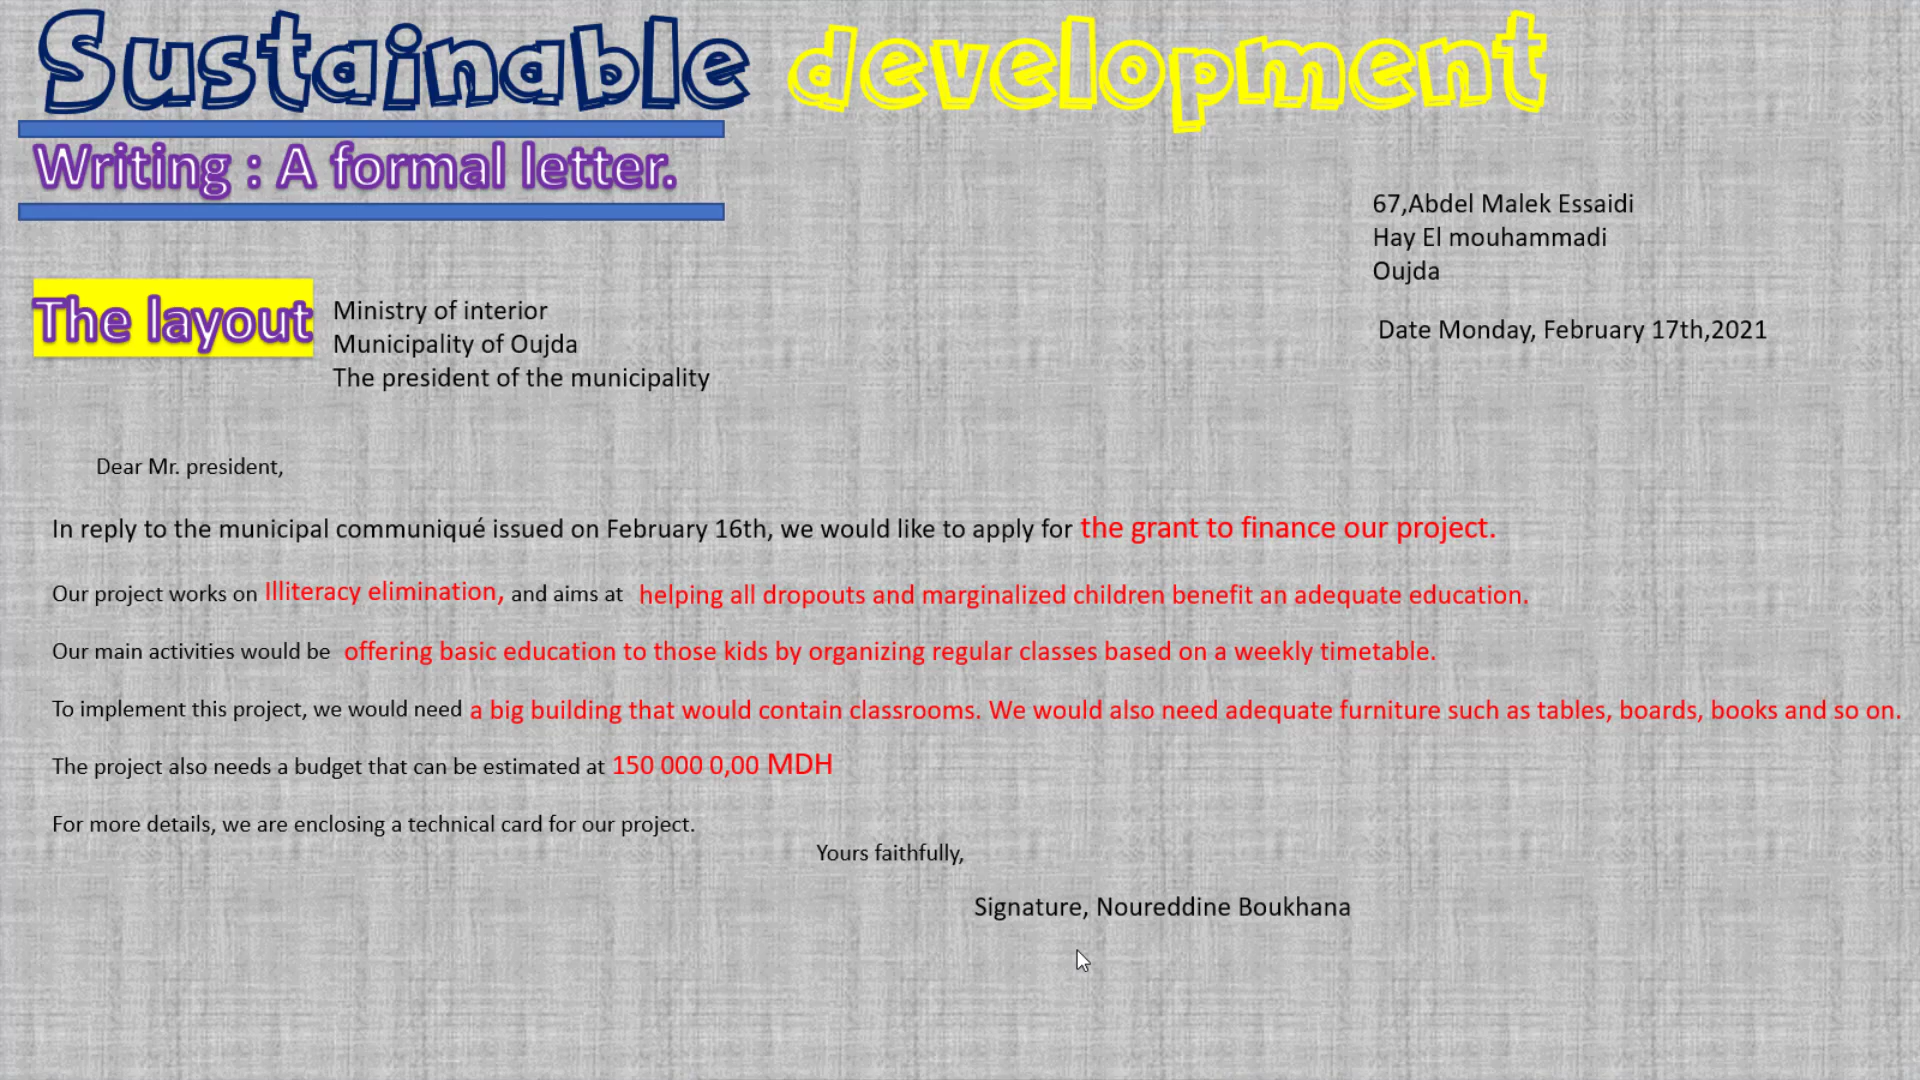 Sustainable development
Writing : A formal letter.
67,Abdel Malek Essaidi
Hay El mouhammadi
Oujda
The layout
Ministry of interior
Municipality of Oujda
The president of the municipality
Date Monday, February 17th,2021
Dear Mr. president,
In reply to the municipal communiqué issued on February 16th, we would like to apply for the grant to finance our project.
Our project works on Illiteracy elimination, and aims at helping all dropouts and marginalized children benefit an adequate education.
Our main activities would be offering basic education to those kids by organizing regular classes based on a weekly timetable.
To implement this project, we would need a big building that would contain classrooms. We would also need adequate furniture such as tables, boards, books and so on.
The project also needs a budget that can be estimated at 150 000 0,00 MDH
For more details, we are enclosing a technical card for our project.
Yours faithfully,
Signature, Noureddine Boukhana